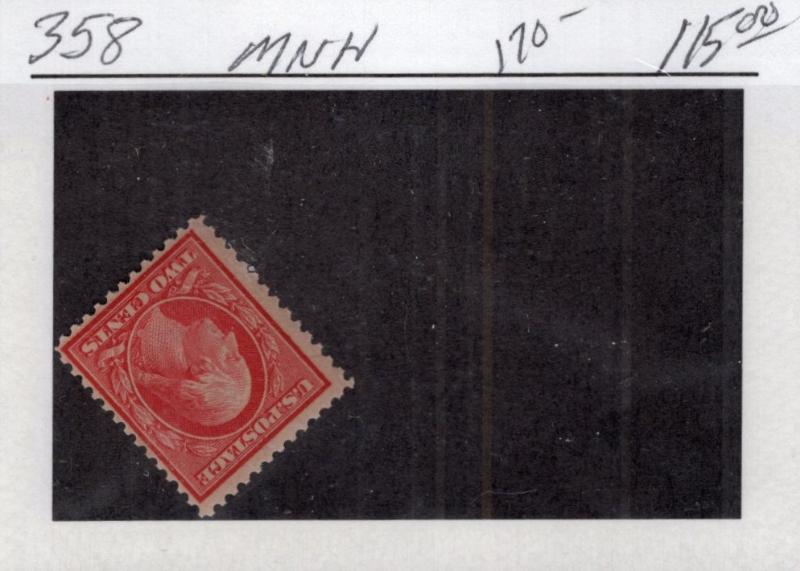 358 MNH 170- 115.00
U.S.POSTAGE
TWO CENTS